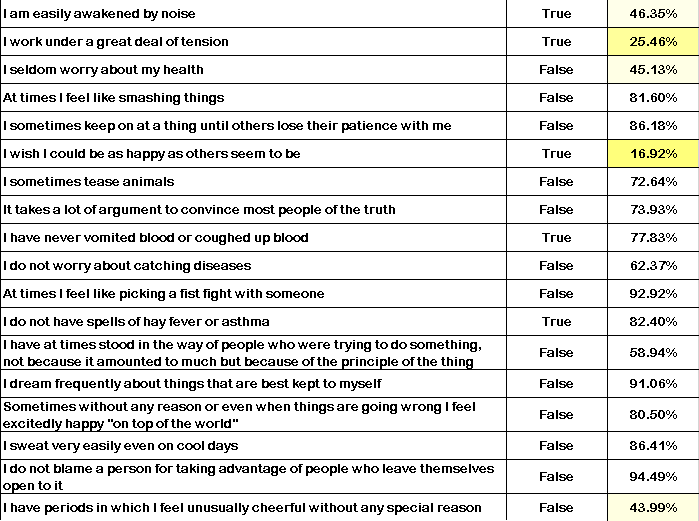 I am easily awakened by noise True 46.35%
I work under a great deal of tension True 25.46%
I seldom worry about my health False 45.13%
At times I feel like smashing things False 81.60%
I sometimes keep on at a thing until others lose their patience with me False 86.18%
I wish I could be as happy as others seem to be True 16.92%
I sometimes tease animals False 72.64%
It takes a lot of argument to convince most people of the truth False 73.93%
I have never vomited blood or coughed up blood True 77.83%
I do not worry about catching diseases False 62.37%
At times I feel like picking a fist fight with someone False 92.92%
I do not have spells of hay fever or asthma True 82.40%
I have at times stood in the way of people who were trying to do something,
not because it amounted to much but because of the principle of the thing False 58.94%
I dream frequently about things that are best kept to myself False 91.06%
Sometimes without any reason or even when things are going wrong I feel
excitedly happy "on top of the world" False 80.50%
I sweat very easily even on cool days False 86.41%
I do not blame a person for taking advantage of people who leave themselves
open to it False 94.49%
I have periods in which I feel unusually cheerful without any special reason False 43.99%